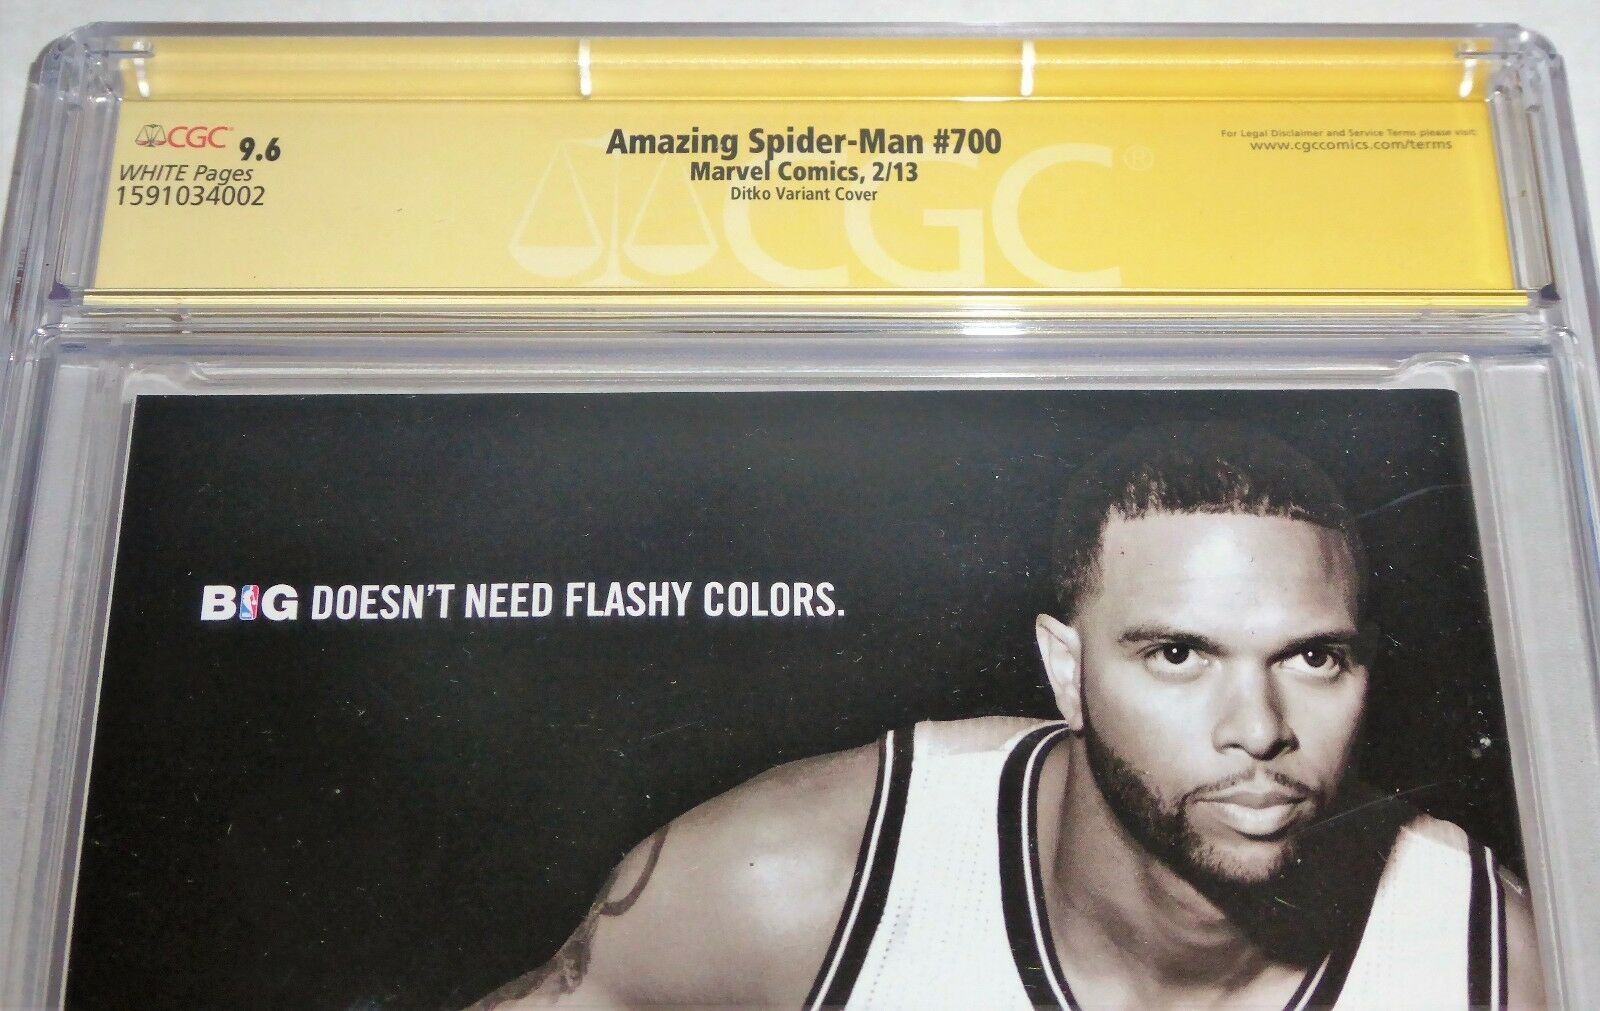 CGC 9.6
WHITE Pages
1591034002
Amazing Spider-Man #700
Marvel Comics, 2/13
Ditko Variant Cover
For Legal Disclaimer and Service Terms please visit:
www.cgccomics.com/terms
CGC
BIG DOESN'T NEED FLASHY COLORS.